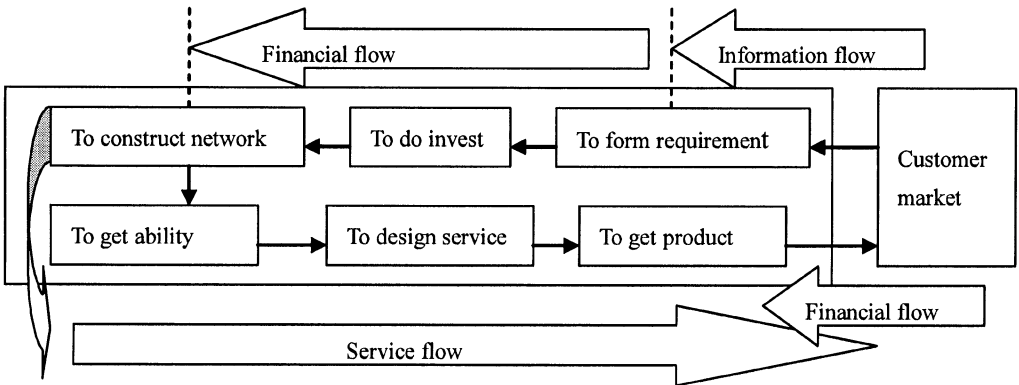 Financial flow
Information flow
To construct network
To do invest
To form requirement
Customer
market
To get ability
To design service
To get product
Financial flow
Service flow